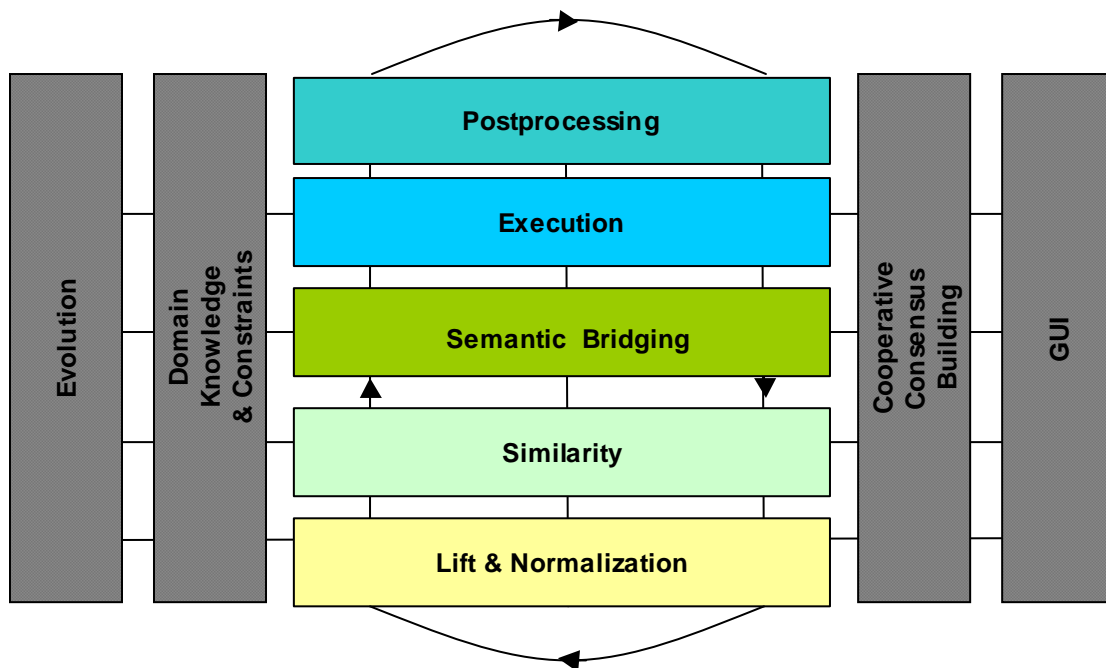 Evolution
Domain
Knowledge
& Constraints
Postprocessing
Execution
Semantic Bridging
Similarity
Lift & Normalization
Cooperative
Consensus
Building
GUI